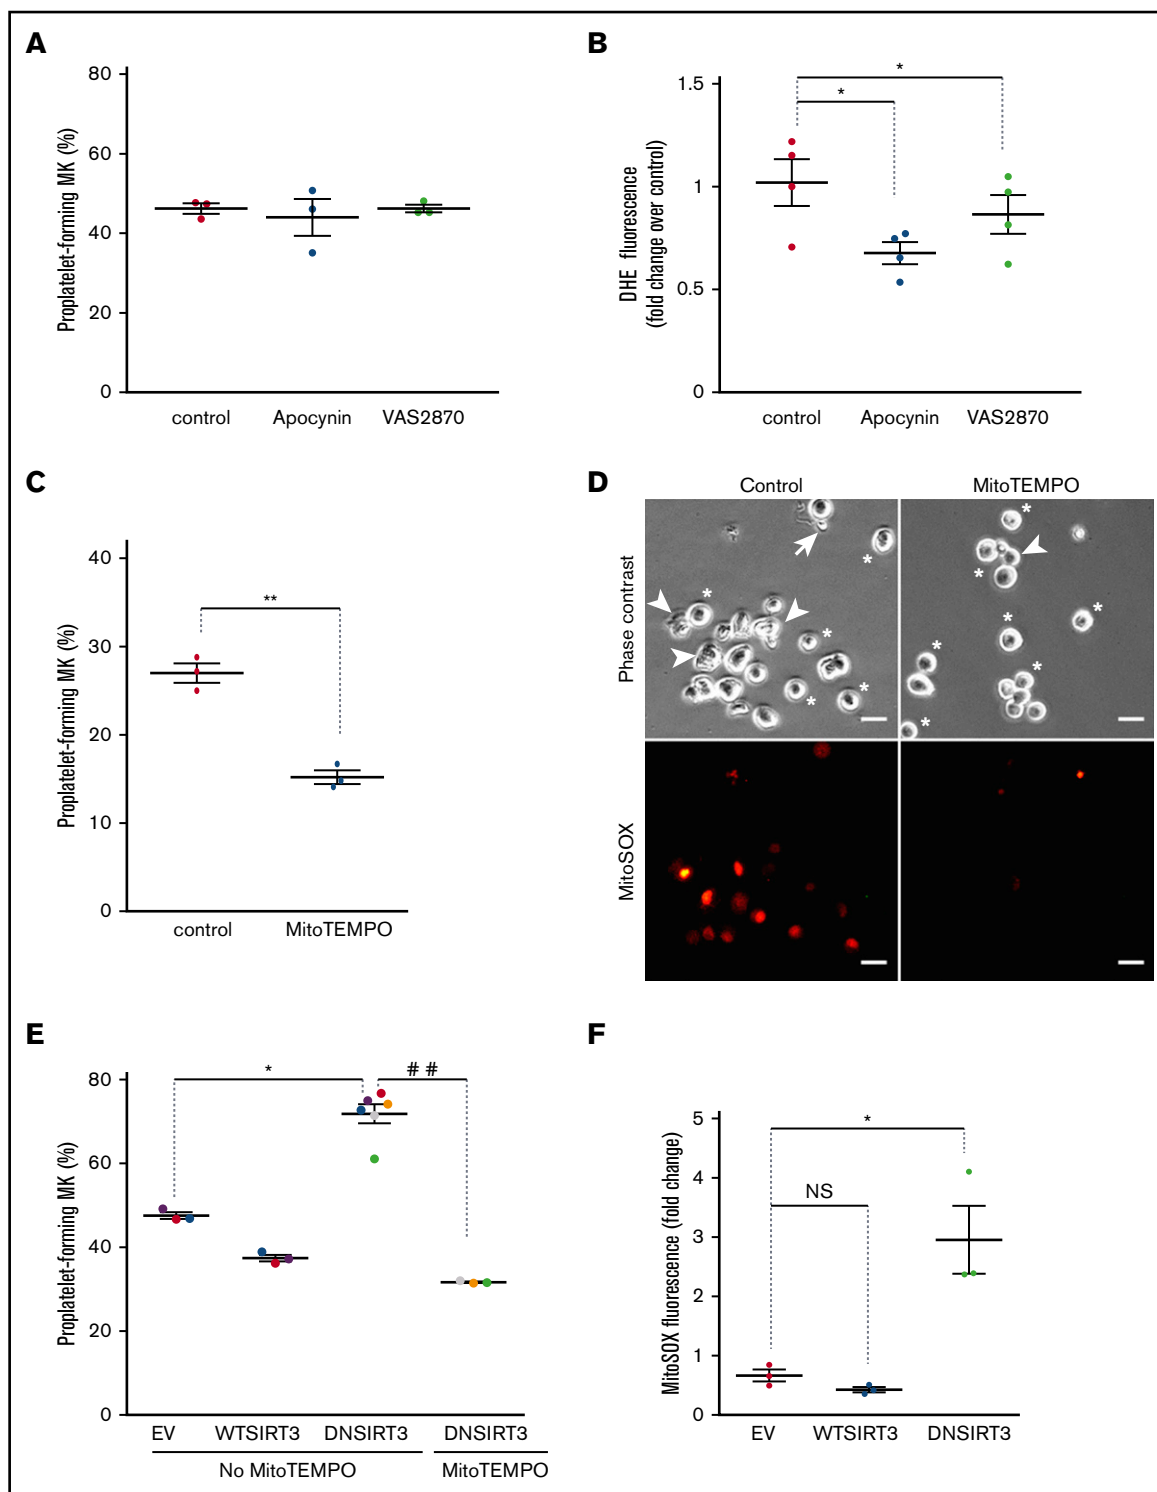 A
Proplatelet-forming MK (%)
80
60
40
20
0
control Apocynin VAS2870
B
DHE fluorescence
(fold change over control)
1.5
1
0.5
0
*
*
control Apocynin VAS2870
C
Proplatelet-forming MK (%)
40
30
20
10
0
**
control MitoTEMPO
D
Control MitoTEMPO
Phase contrast
* * * * * *
* * * * * * *
MitoSOX
E
Proplatelet-forming MK (%)
80
60
40
20
0
* # #
EV WTSIRT3 DNSIRT3 DNSIRT3
No MitoTEMPO MitoTEMPO
F
MitoSOX fluorescence (fold change)
5
4
3
2
1
0
*
NS
EV WTSIRT3 DNSIRT3